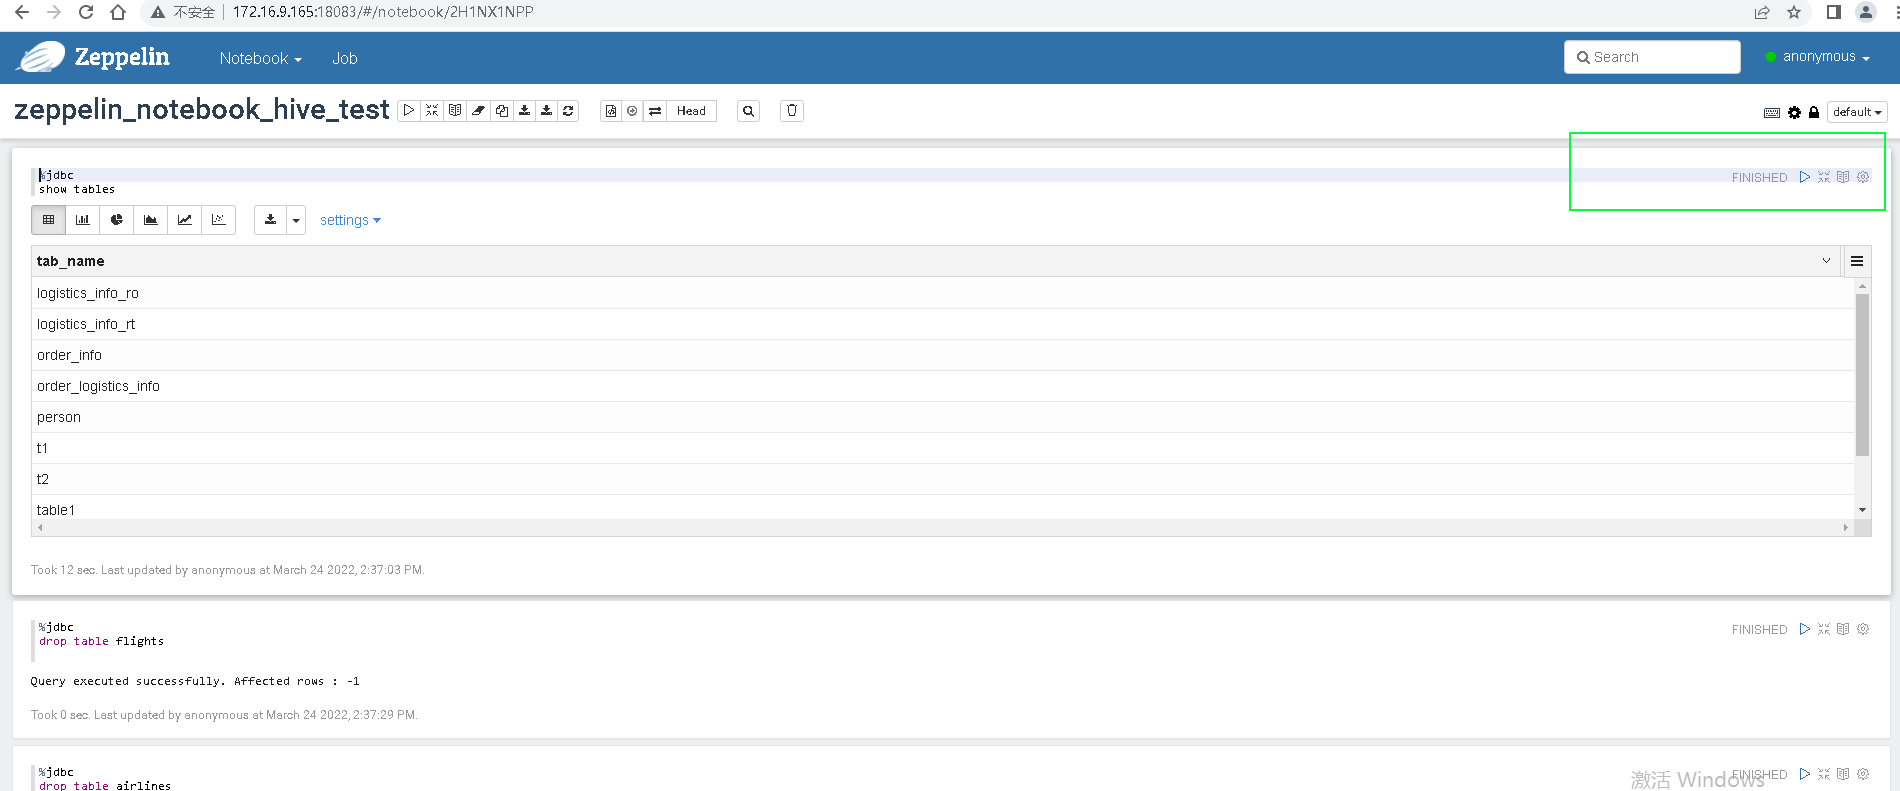 不安全 172.16.9.165:18083/#/notebook/2H1NX1NPP
Zeppelin Notebook Job Search anonymous
zeppelin_notebook_hive_test Head default
%jdbc FINISHED
show tables
settings
tab_name
logistics_info_ro
logistics_info_rt
order_info
order_logistics_info
person
t1
t2
table1
Took 12 sec. Last updated by anonymous at March 24 2022, 2:37:03 PM.
%jdbc FINISHED
drop table flights
Query executed successfully. Affected rows : -1
Took 0 sec. Last updated by anonymous at March 24 2022, 2:37:29 PM.
%jdbc FINISHED
drop table airlines
激活 Windows